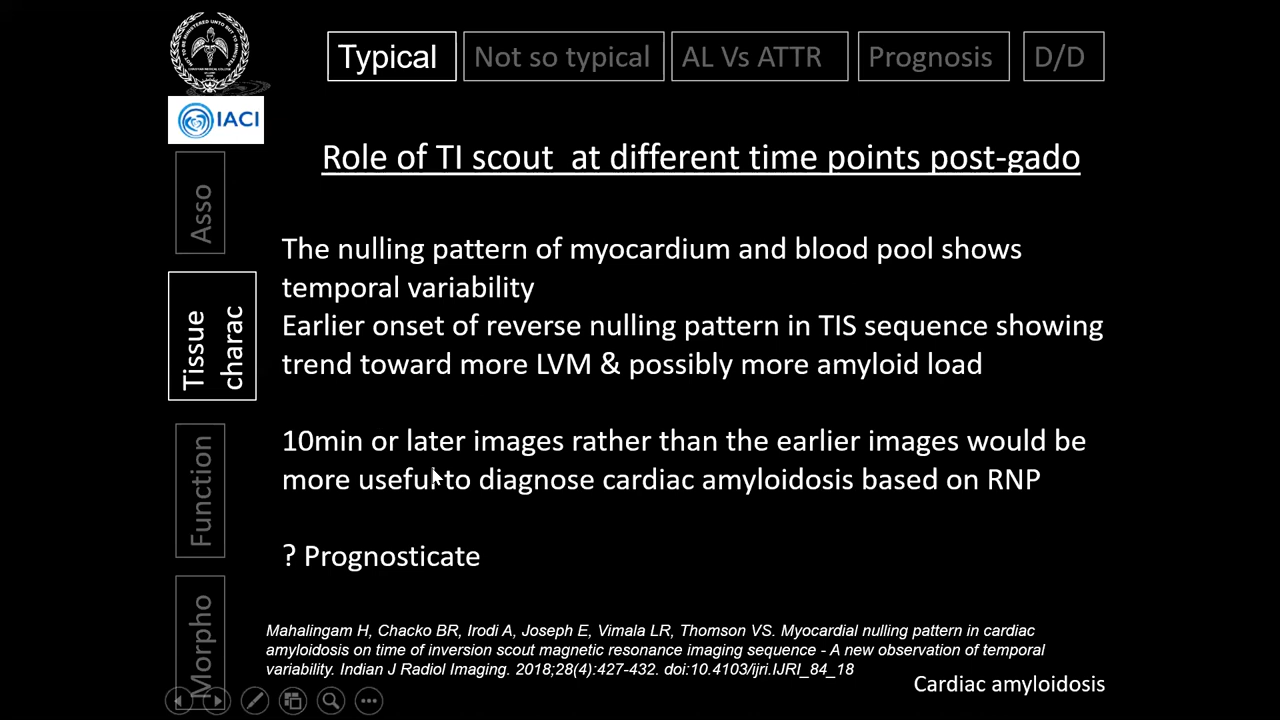 Typical
Not so typical
AL Vs ATTR
Prognosis
D/D
IACI
Asso
Tissue
charac
Function
Morpho
Role of TI scout at different time points post-gado
The nulling pattern of myocardium and blood pool shows
temporal variability
Earlier onset of reverse nulling pattern in TIS sequence showing
trend toward more LVM & possibly more amyloid load
10min or later images rather than the earlier images would be
more useful to diagnose cardiac amyloidosis based on RNP
? Prognosticate
Mahalingam H, Chacko BR, Irodi A, Joseph E, Vimala LR, Thomson VS. Myocardial nulling pattern in cardiac
amyloidosis on time of inversion scout magnetic resonance imaging sequence - A new observation of temporal
variability. Indian J Radiol Imaging. 2018;28(4):427-432. doi:10.4103/ijri.IJRI_84_18
Cardiac amyloidosis